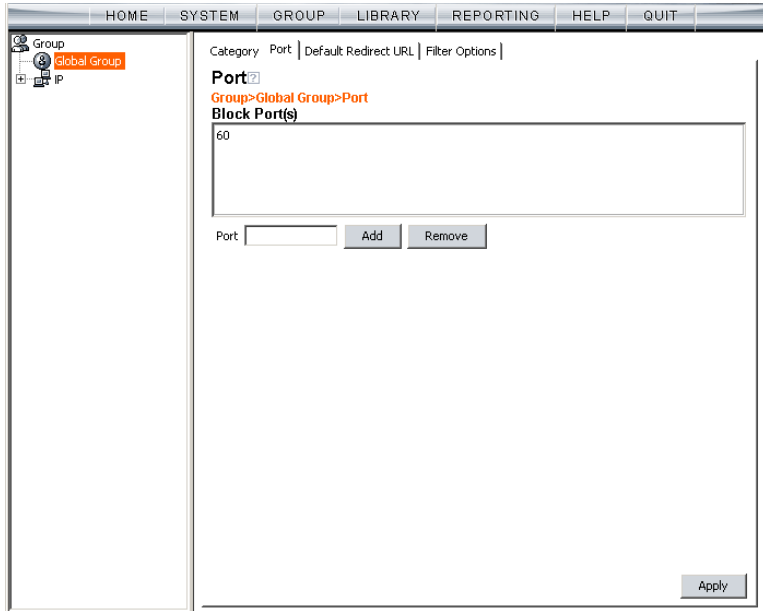 HOME SYSTEM GROUP LIBRARY REPORTING HELP QUIT
Group
Global Group
IP
Category Port Default Redirect URL Filter Options
Port?
Group>Global Group>Port
Block Port(s)
60
Port Add Remove
Apply